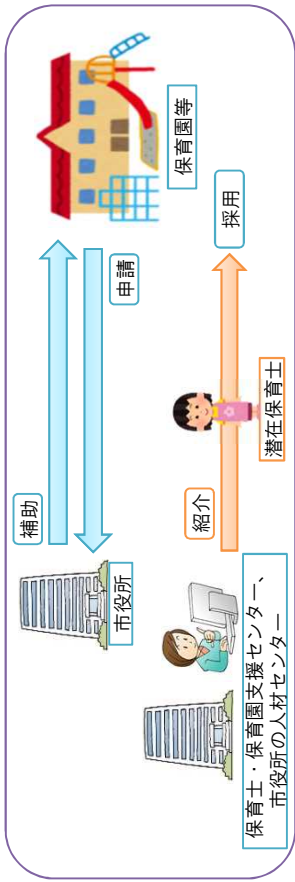 補助
市役所
申請
保育園等
紹介
潜在保育士
採用
保育士・保育園支援センター、
市役所の人材センター